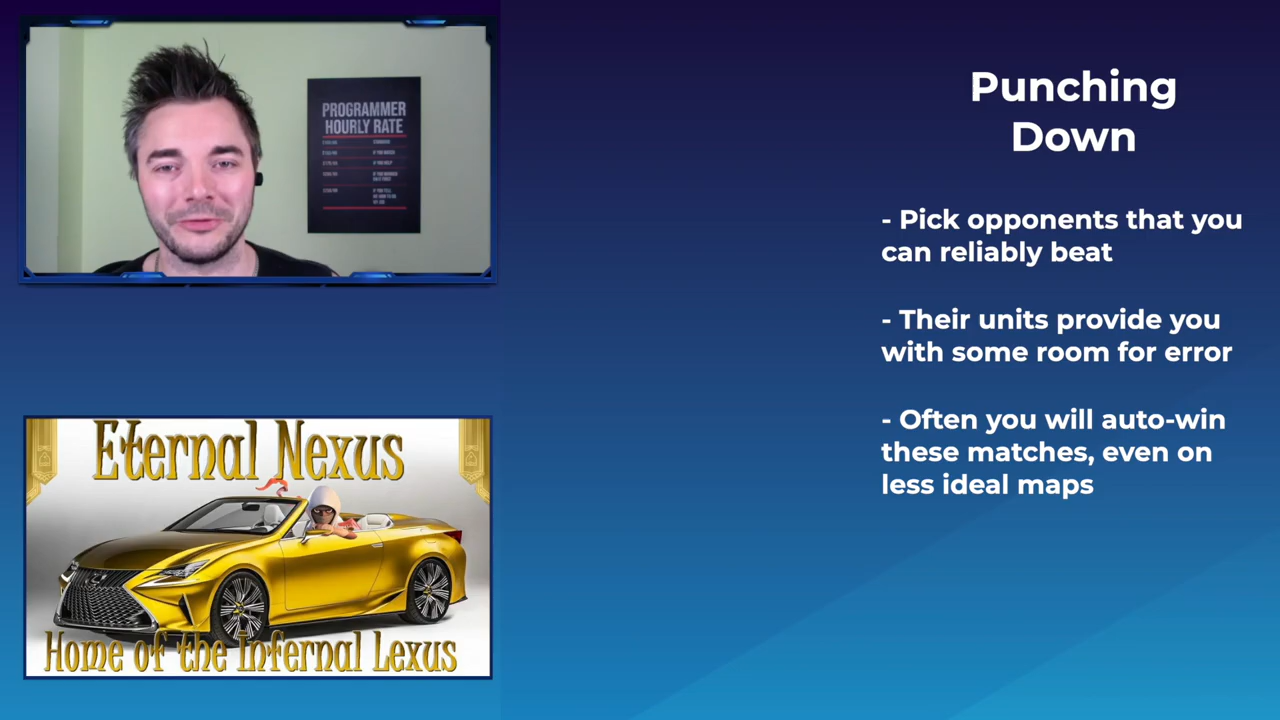 PROGRAMMER
HOURLY RATE
Punching
Down
- Pick opponents that you
can reliably beat
- Their units provide you
with some room for error
- Often you will auto-win
these matches, even on
less ideal maps
Eternal Nexus
Home of the Infernal Lexus